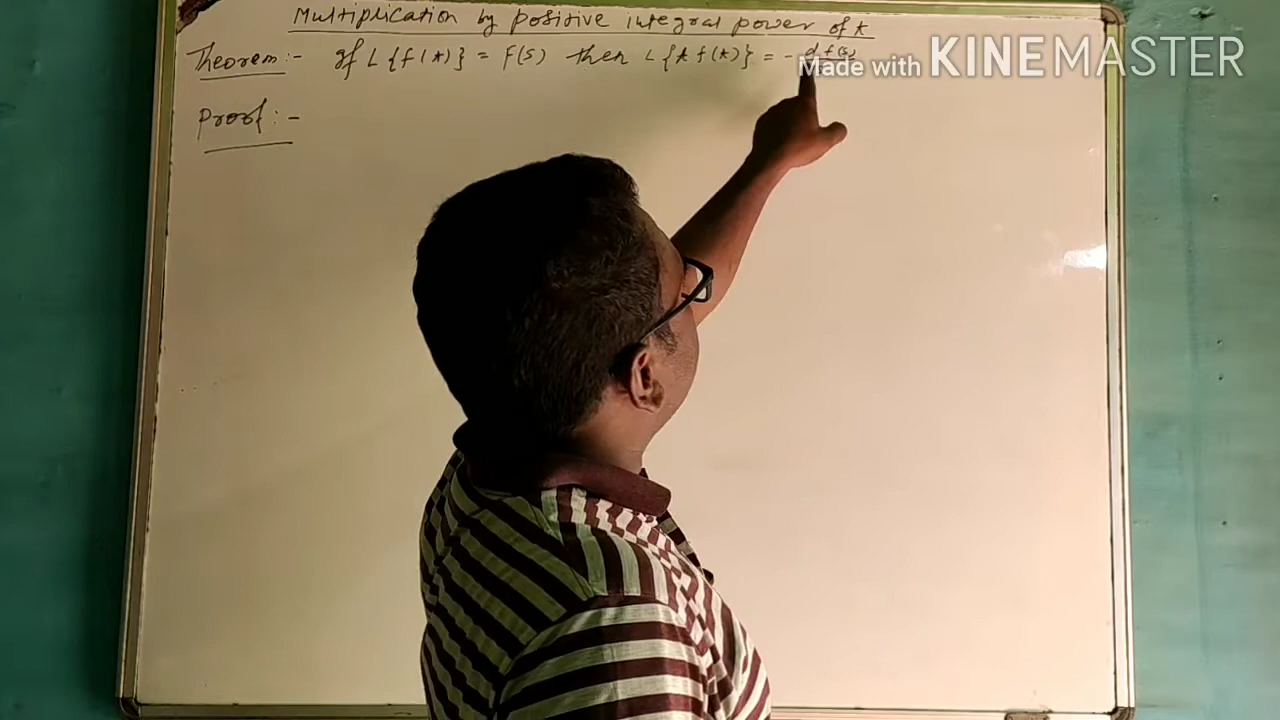 Multiplication by positive integral power of t
Theorem:- If L{f(t)} = F(s) then L{t f(t)} = - d F(s)
Made with KINEMASTER
Proof:-